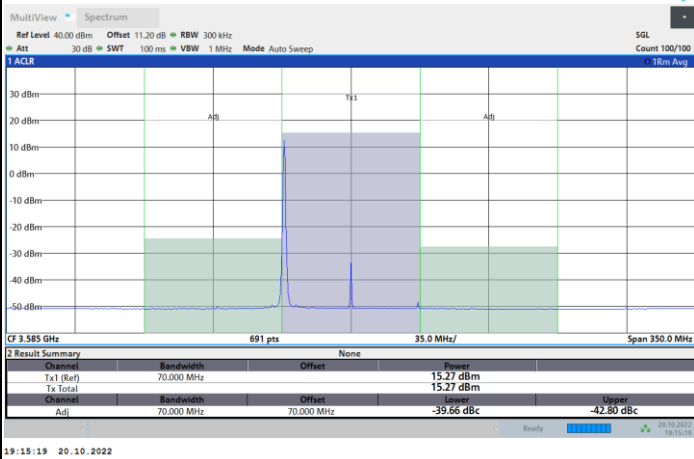 MultiView Spectrum
Ref Level 40.00 dBm Offset 11.20 dB RBW 300 kHz SGL
Att 30 dB SWT 100 ms VBW 1 MHz Mode Auto Sweep Count 100/100
1 ACLR 1Rm Avg
30 dBm
Tx1
20 dBm
Adj Adj
10 dBm
0 dBm
-10 dBm
-20 dBm
-30 dBm
-40 dBm
-50 dBm
CF 3.585 GHz 691 pts 35.0 MHz/ Span 350.0 MHz
2 Result Summary None
Channel Bandwidth Offset Power
Tx1 (Ref) 70.000 MHz 15.27 dBm
Tx Total 15.27 dBm
Channel Bandwidth Offset Lower Upper
Adj 70.000 MHz 70.000 MHz -39.66 dBc -42.80 dBc
Ready 20.10.2022
19:15:19
19:15:19 20.10.2022